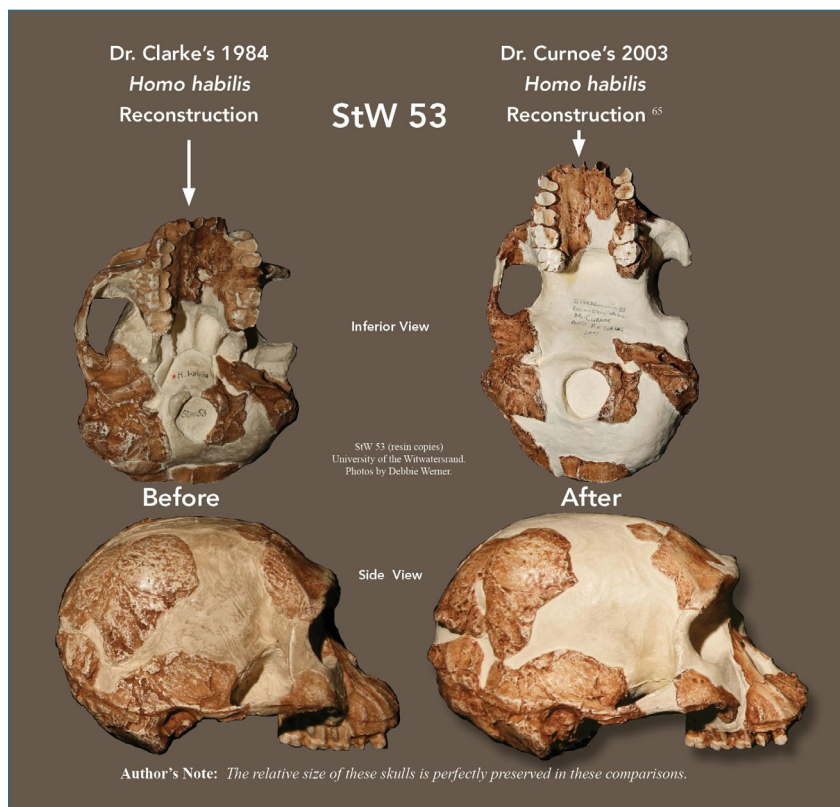 Dr. Clarke's 1984
Homo habilis
Reconstruction
StW 53
Dr. Curnoe's 2003
Homo habilis
Reconstruction 65
Inferior View
H. habilis
StW 53
StW 53 (resin copies)
University of the Witwatersrand.
Photos by Debbie Werner.
Before
After
Side View
Author's Note: The relative size of these skulls is perfectly preserved in these comparisons.